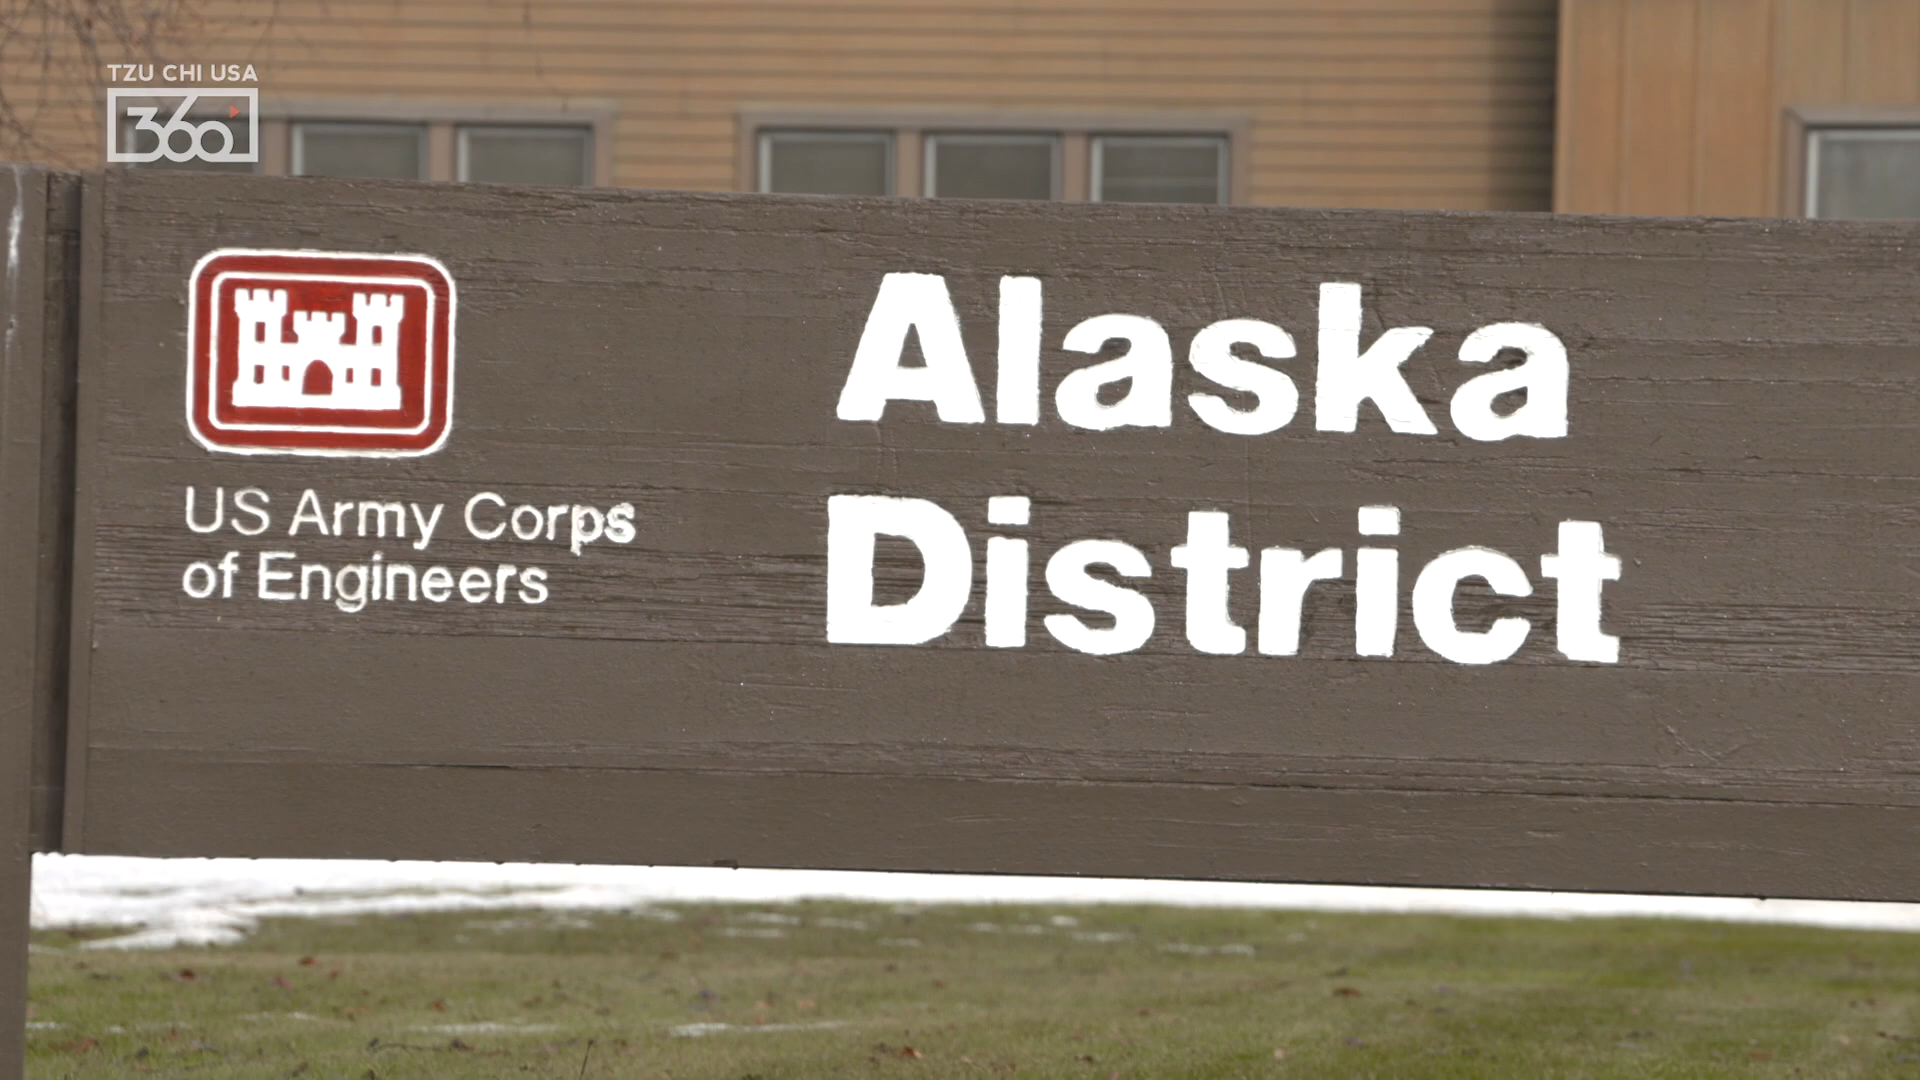 TZU CHI USA
360
US Army Corps
of Engineers
Alaska
District